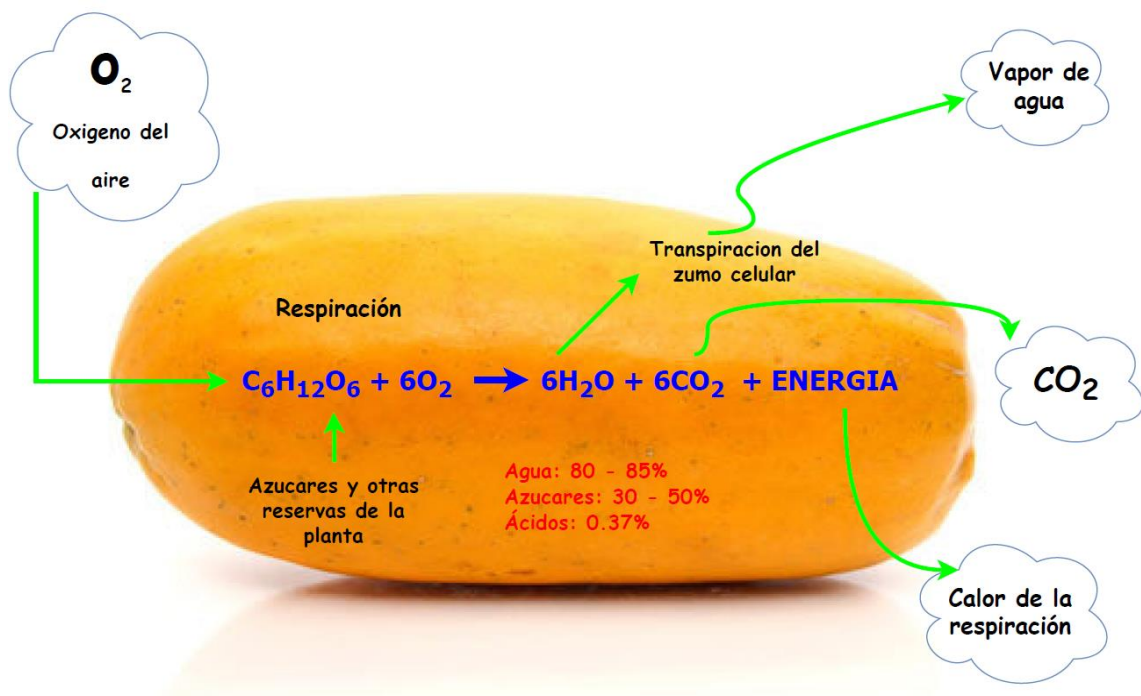 O₂
Oxigeno del
aire
Vapor de
agua
Transpiracion del
zumo celular
Respiración
C₆H₁₂O₆ + 6O₂ → 6H₂O + 6CO₂ + ENERGIA
CO₂
Azucares y otras
reservas de la
planta
Agua: 80 - 85%
Azucares: 30 - 50%
Ácidos: 0.37%
Calor de la
respiración